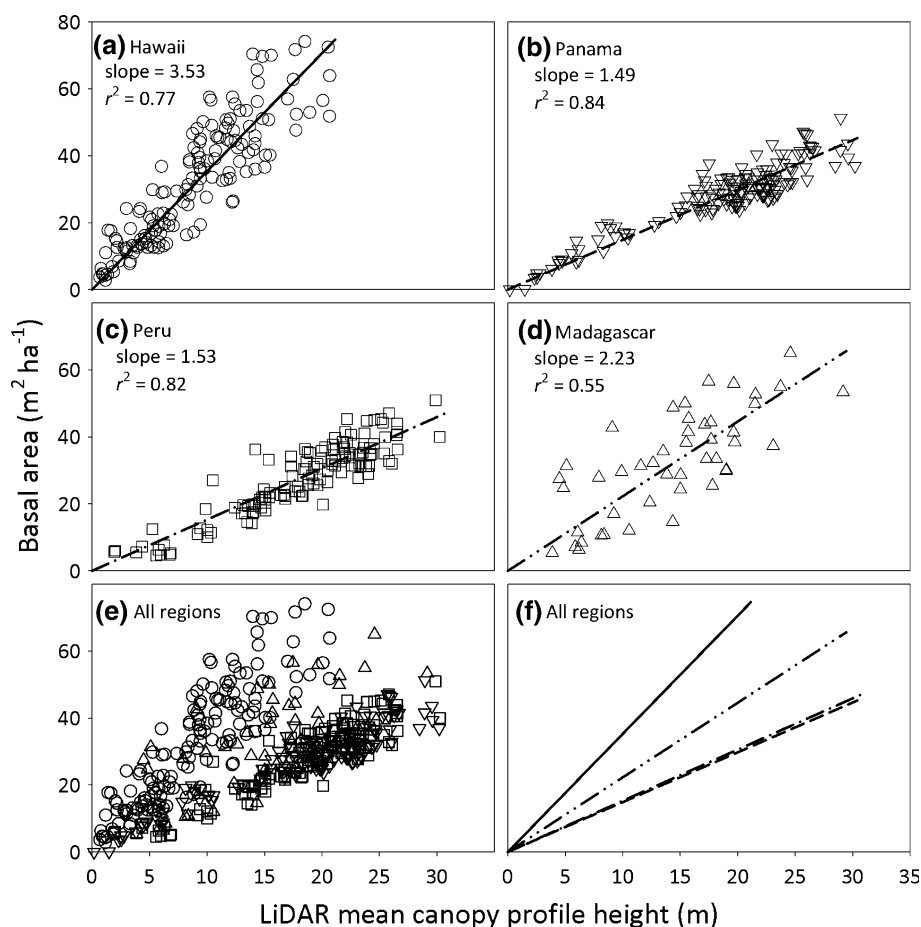 (a) Hawaii
slope = 3.53
r² = 0.77
80
60
40
20
0
(b) Panama
slope = 1.49
r² = 0.84
(c) Peru
slope = 1.53
r² = 0.82
60
40
20
0
(d) Madagascar
slope = 2.23
r² = 0.55
(e) All regions
60
40
20
0
0 5 10 15 20 25 30
(f) All regions
0 5 10 15 20 25 30 35
Basal area (m² ha⁻¹)
LiDAR mean canopy profile height (m)